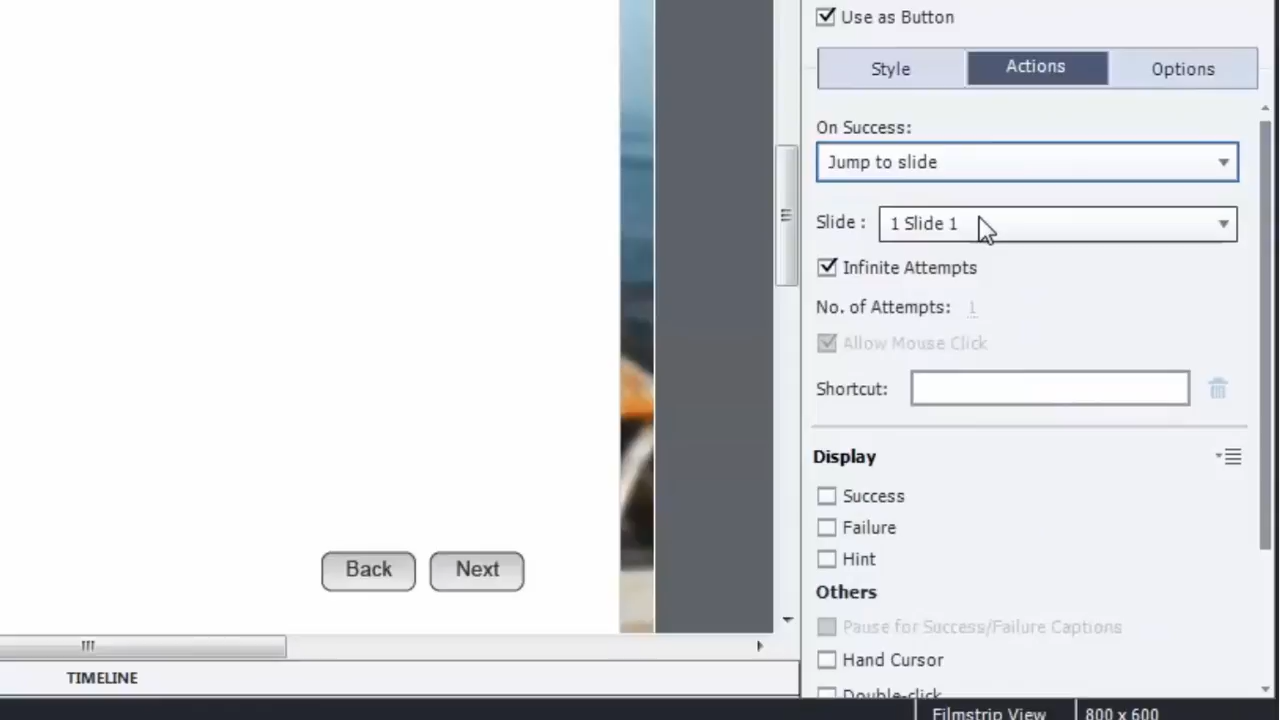 Use as Button
Style
Actions
Options
On Success:
Jump to slide
Slide :
1 Slide 1
Infinite Attempts
No. of Attempts: 1
Allow Mouse Click
Shortcut:
Display
Success
Failure
Hint
Back
Next
Others
Pause for Success/Failure Captions
Hand Cursor
TIMELINE
Double-click
Filmstrip View
800 x 600